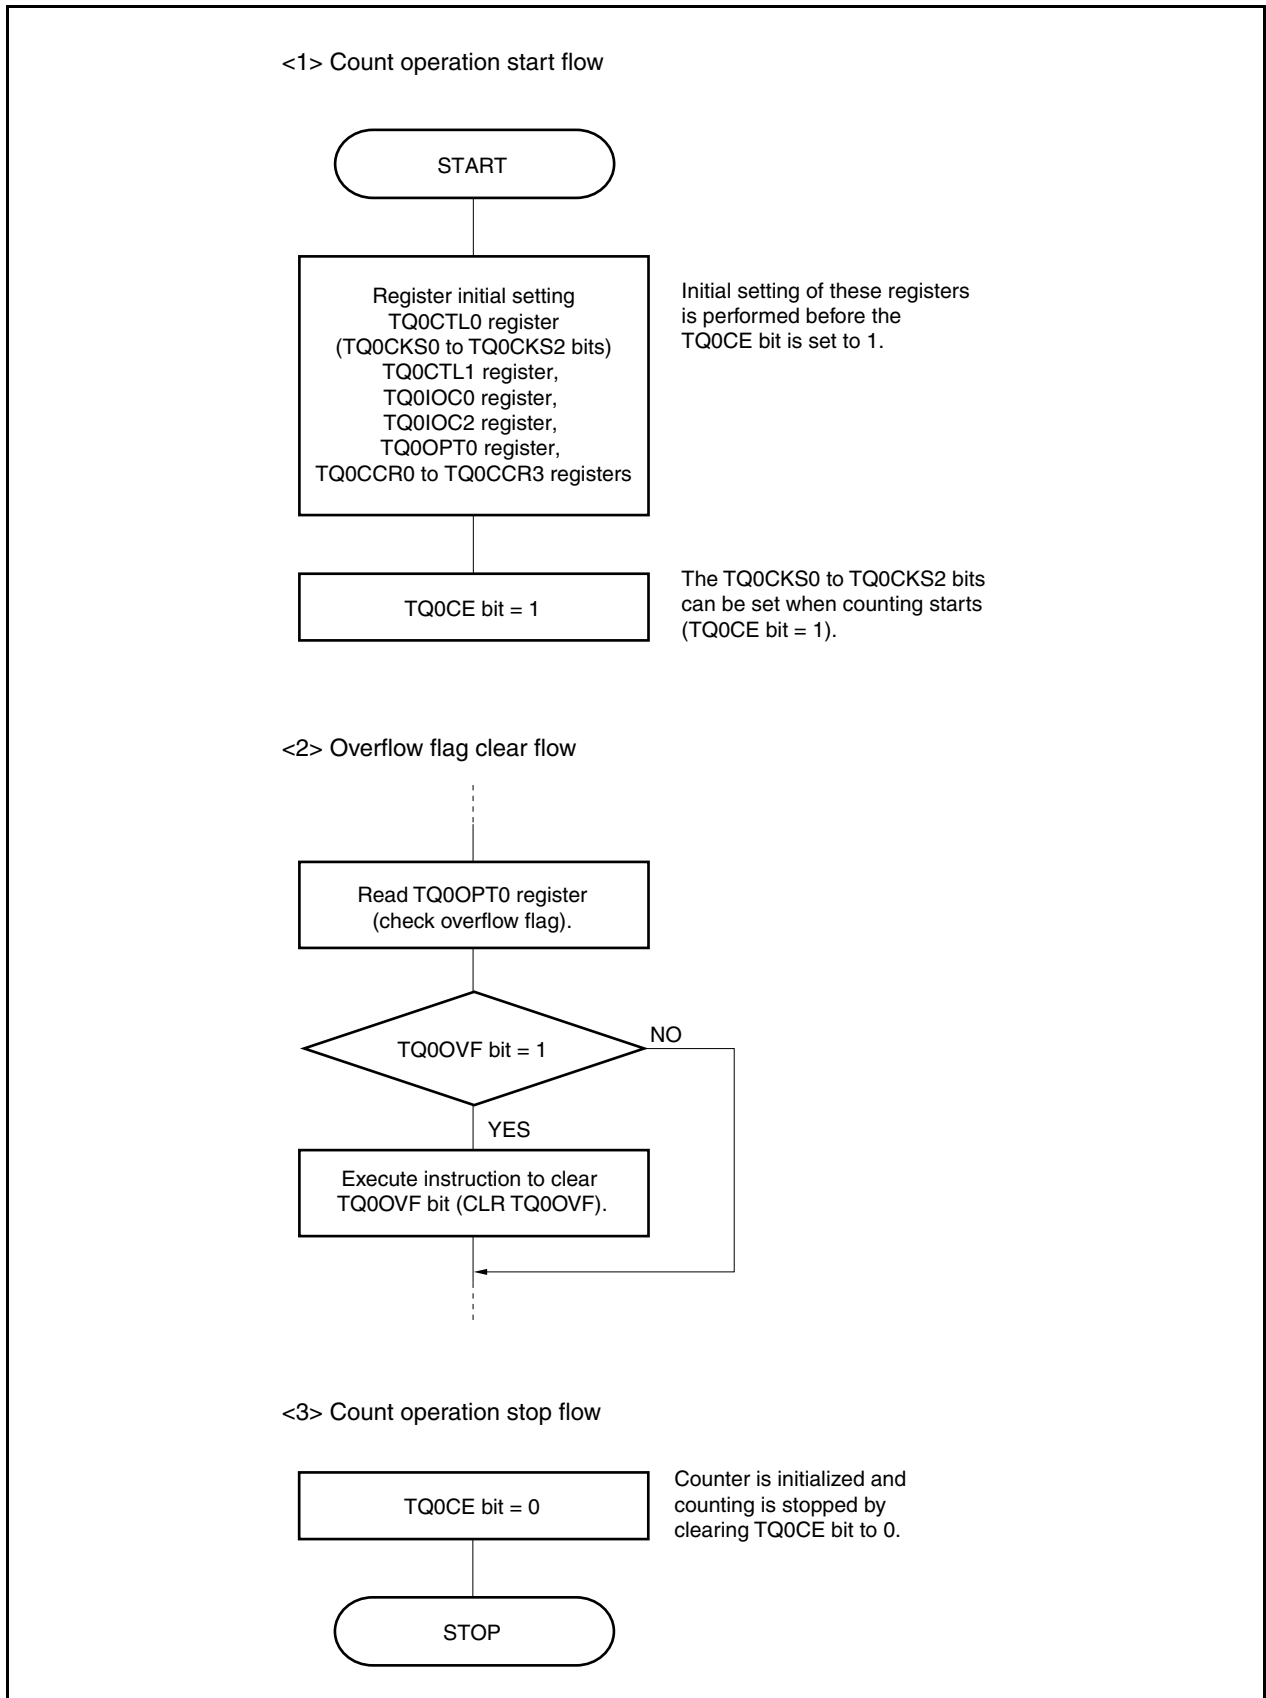 <1> Count operation start flow
START
Register initial setting
TQ0CTL0 register
(TQ0CKS0 to TQ0CKS2 bits)
TQ0CTL1 register,
TQ0IOC0 register,
TQ0IOC2 register,
TQ0OPT0 register,
TQ0CCR0 to TQ0CCR3 registers
Initial setting of these registers
is performed before the
TQ0CE bit is set to 1.
TQ0CE bit = 1
The TQ0CKS0 to TQ0CKS2 bits
can be set when counting starts
(TQ0CE bit = 1).
<2> Overflow flag clear flow
Read TQ0OPT0 register
(check overflow flag).
TQ0OVF bit = 1
NO
YES
Execute instruction to clear
TQ0OVF bit (CLR TQ0OVF).
<3> Count operation stop flow
TQ0CE bit = 0
Counter is initialized and
counting is stopped by
clearing TQ0CE bit to 0.
STOP